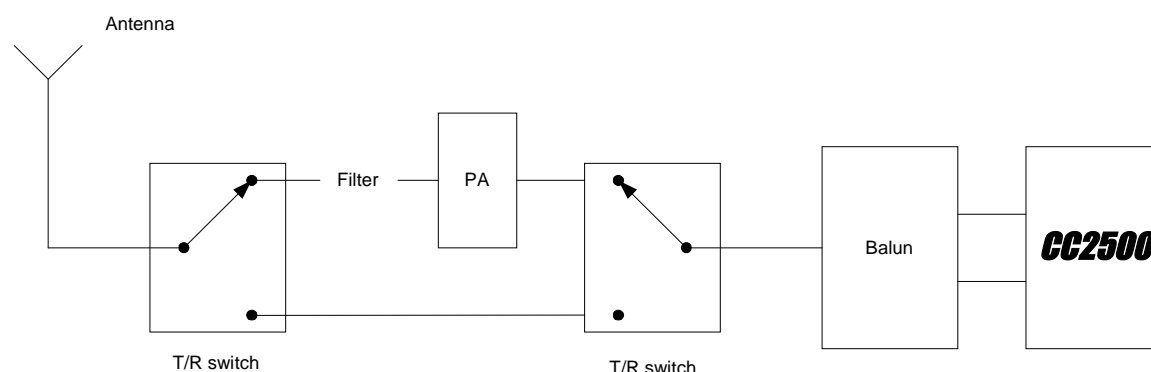 Antenna
Filter
PA
Balun
CC2500
T/R switch
T/R switch